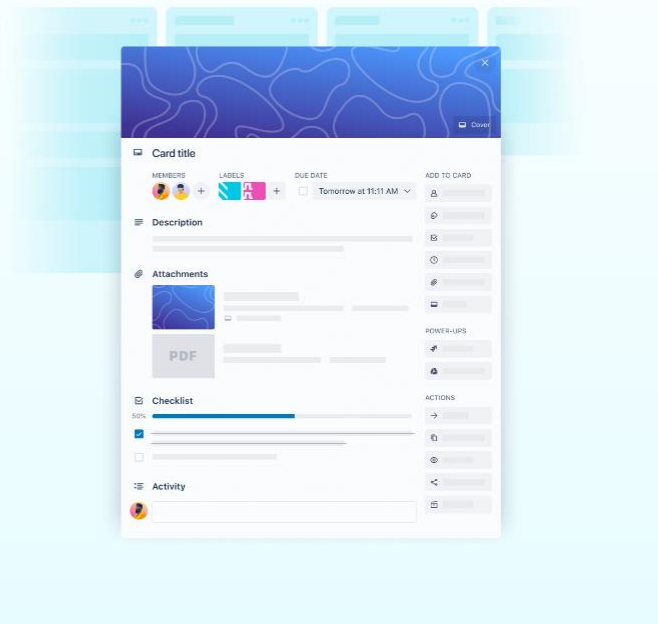 Cover
Card title
MEMBERS LABELS DUE DATE ADD TO CARD
Tomorrow at 11:11 AM
Description
Attachments
PDF
POWER-UPS
Checklist
ACTIONS
50%
Activity